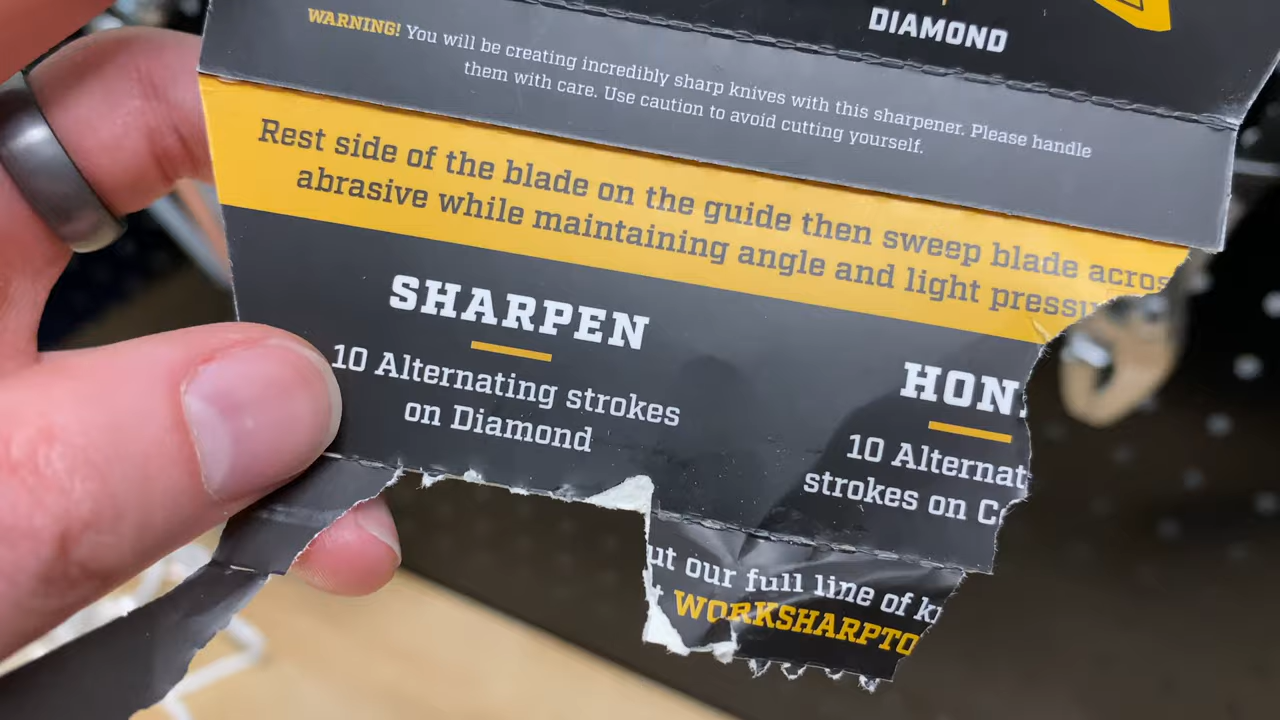 DIAMOND
WARNING! You will be creating incredibly sharp knives with this sharpener. Please handle
them with care. Use caution to avoid cutting yourself.
Rest side of the blade on the guide then sweep blade acros
abrasive while maintaining angle and light pressu
SHARPEN
10 Alternating strokes
on Diamond
HON
10 Alternat
strokes on C
ut our full line of k
WORKSHARPTO